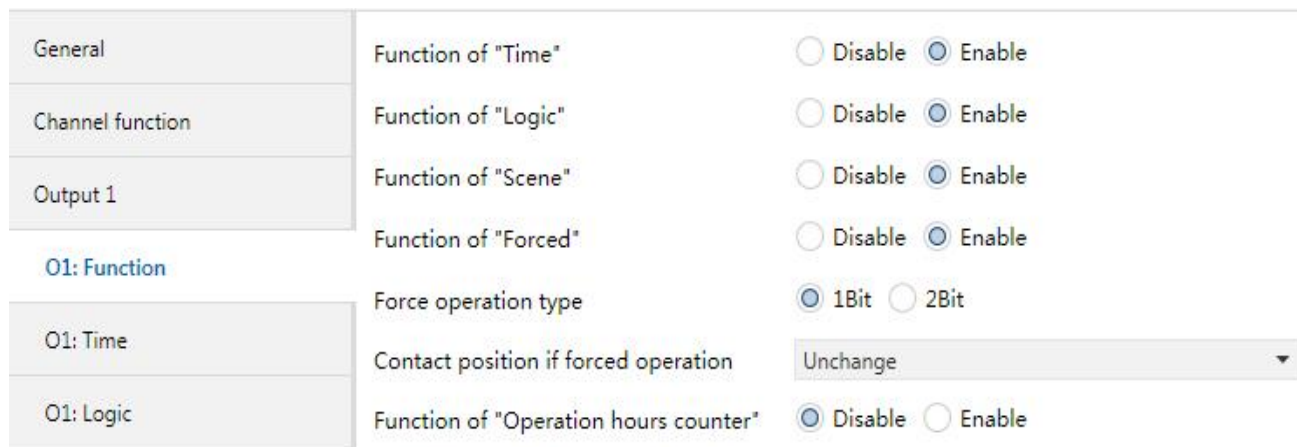 General
Channel function
Output 1
O1: Function
O1: Time
O1: Logic
Function of "Time" Disable Enable
Function of "Logic" Disable Enable
Function of "Scene" Disable Enable
Function of "Forced" Disable Enable
Force operation type 1Bit 2Bit
Contact position if forced operation Unchange
Function of "Operation hours counter" Disable Enable